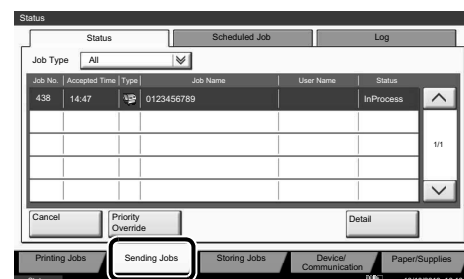 Status
Status Scheduled Job Log
Job Type All
Job No. Accepted Time Type Job Name User Name Status
438 14:47 0123456789 InProcess
1/1
Cancel Priority Override Detail
Printing Jobs Sending Jobs Storing Jobs Device/ Communication Paper/Supplies
Status